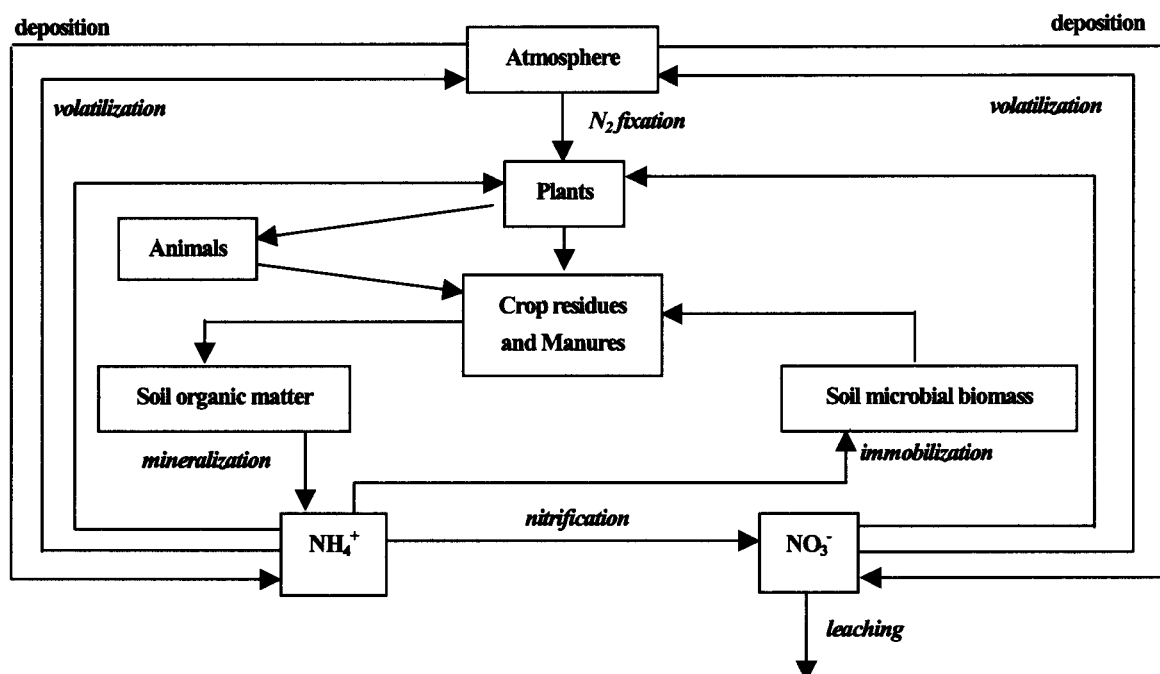 deposition
deposition
Atmosphere
volatilization
volatilization
N₂ fixation
Plants
Animals
Crop residues
and Manures
Soil organic matter
Soil microbial biomass
mineralization
immobilization
nitrification
NH₄⁺
NO₃⁻
leaching